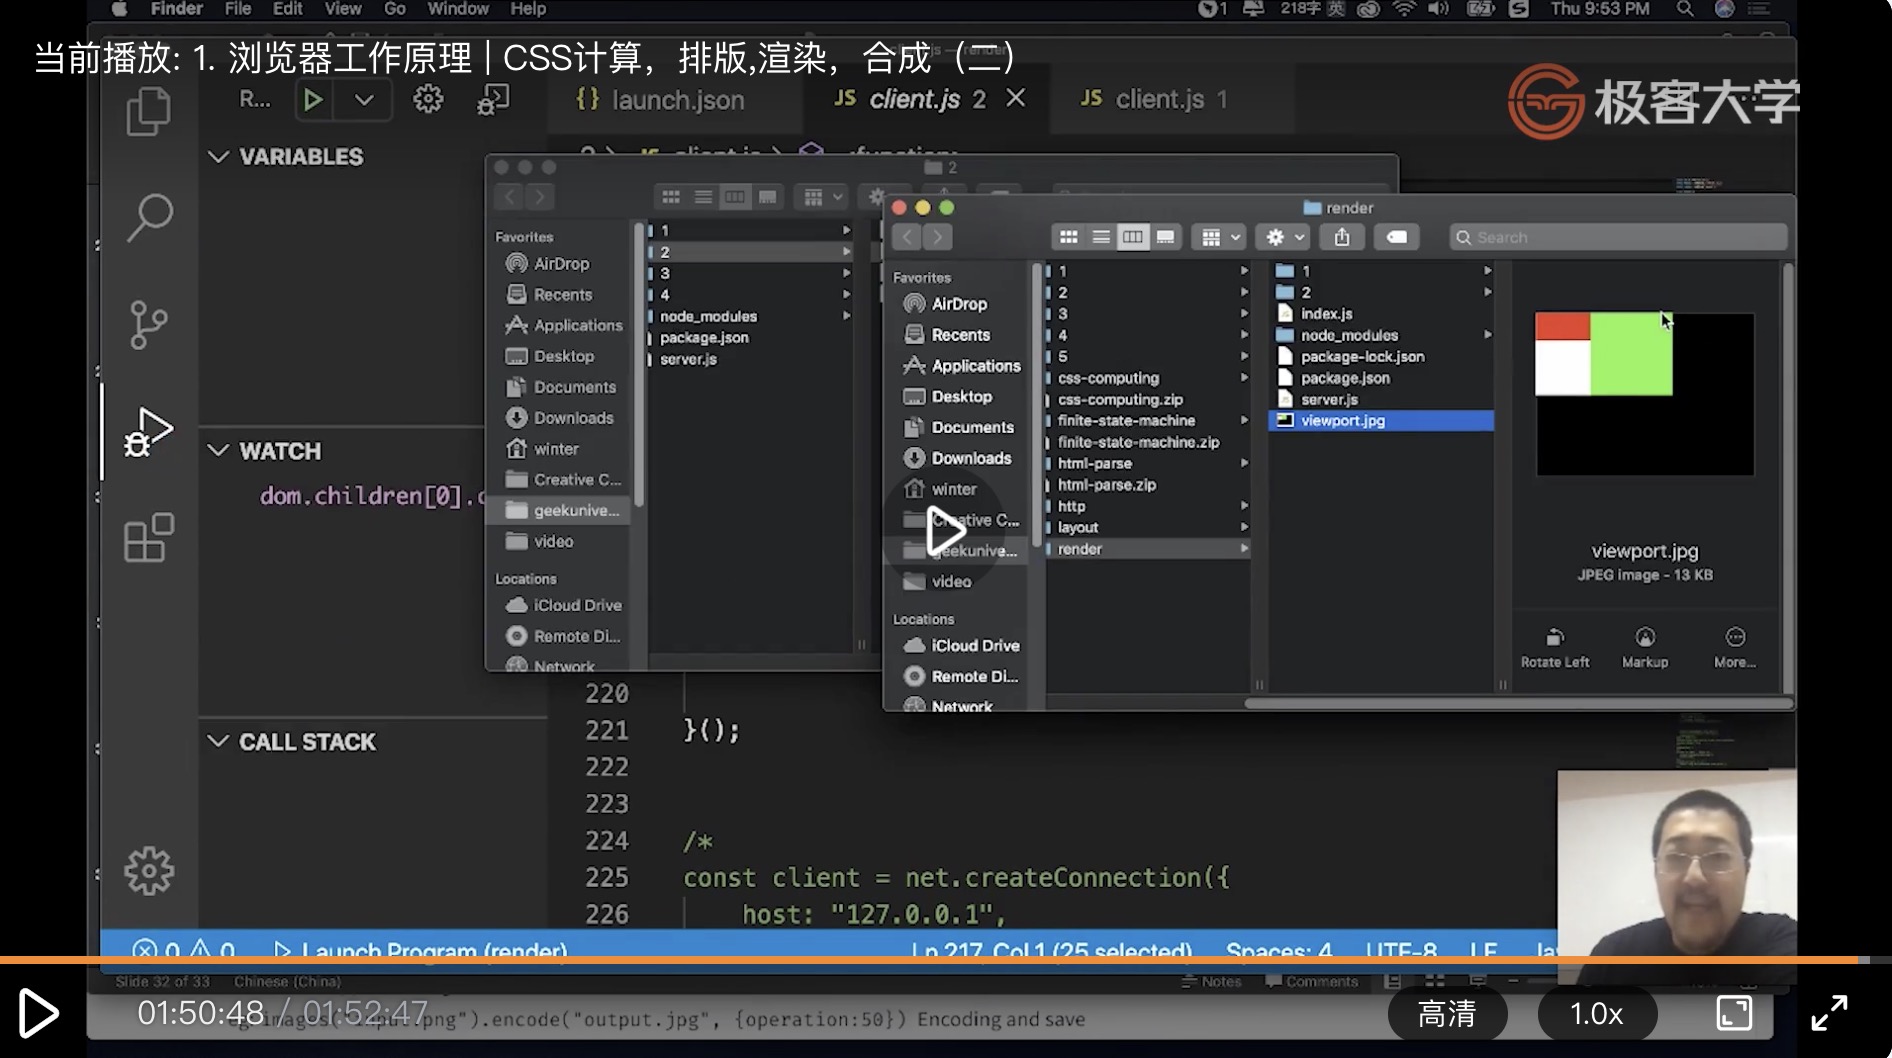 Finder File Edit View Go Window Help
1 218字 英 Thu 9:53 PM
当前播放: 1. 浏览器工作原理 | CSS计算，排版,渲染，合成（二）
极客大学
R...
{} launch.json
JS client.js 2
JS client.js 1
VARIABLES
WATCH
dom.children[0].c
CALL STACK
2
Favorites
AirDrop
Recents
Applications
Desktop
Documents
Downloads
winter
Creative C...
geekunive...
video
Locations
iCloud Drive
Remote Di...
Network
1
2
3
4
node_modules
package.json
server.js
render
Search
Favorites
AirDrop
Recents
Applications
Desktop
Documents
Downloads
winter
Creative C...
geekunive...
video
Locations
iCloud Drive
Remote Di...
Network
1
2
3
4
5
css-computing
css-computing.zip
finite-state-machine
finite-state-machine.zip
html-parse
html-parse.zip
http
layout
render
1
2
index.js
node_modules
package-lock.json
package.json
server.js
viewport.jpg
viewport.jpg
JPEG image - 13 KB
Rotate Left Markup More...
220
221 }();
222
223
224 /*
225 const client = net.createConnection({
226 host: "127.0.0.1",
0 0 Launch Program (render) Ln 217, Col 1 (25 selected) Spaces: 4 UTF-8 LF
Slide 32 of 33 Chinese (China) Notes Comments
01:50:48 / 01:52:47
.png").encode("output.jpg", {operation:50}) Encoding and save
高清
1.0x